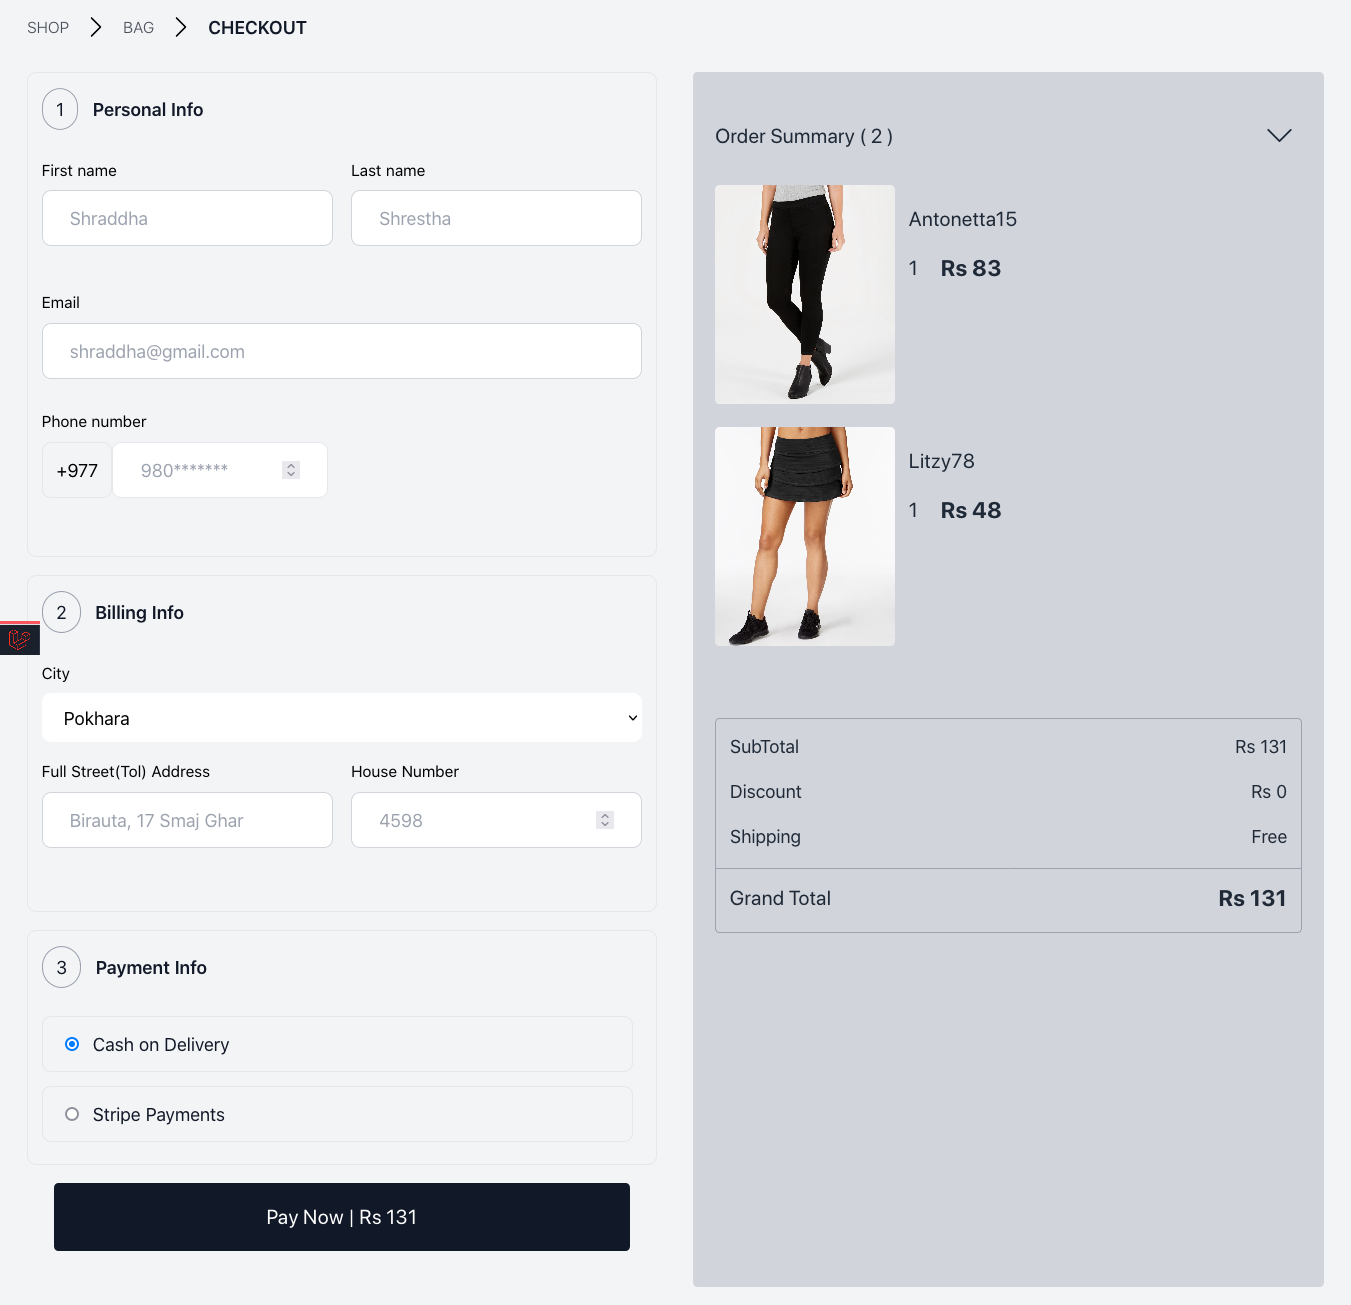 SHOP
BAG
CHECKOUT
1
Personal Info
First name
Last name
Shraddha
Shrestha
Email
shraddha@gmail.com
Phone number
+977
980*******
2
Billing Info
City
Pokhara
Full Street(Tol) Address
House Number
Birauta, 17 Smaj Ghar
4598
3
Payment Info
Cash on Delivery
Stripe Payments
Pay Now | Rs 131
Order Summary ( 2 )
Antonetta15
1 Rs 83
Litzy78
1 Rs 48
SubTotal Rs 131
Discount Rs 0
Shipping Free
Grand Total Rs 131